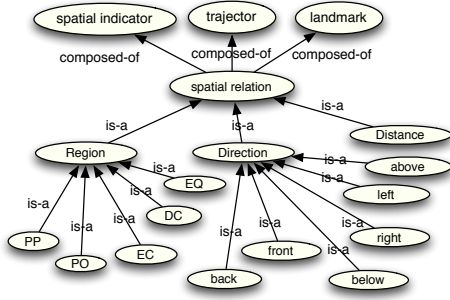 spatial indicator
trajector
landmark
composed-of
composed-of
composed-of
spatial relation
is-a
is-a
is-a
Distance
Region
Direction
is-a
above
is-a
EQ
is-a
left
is-a
DC
is-a
is-a
is-a
is-a
is-a
is-a
right
PP
PO
EC
front
is-a
is-a
back
below